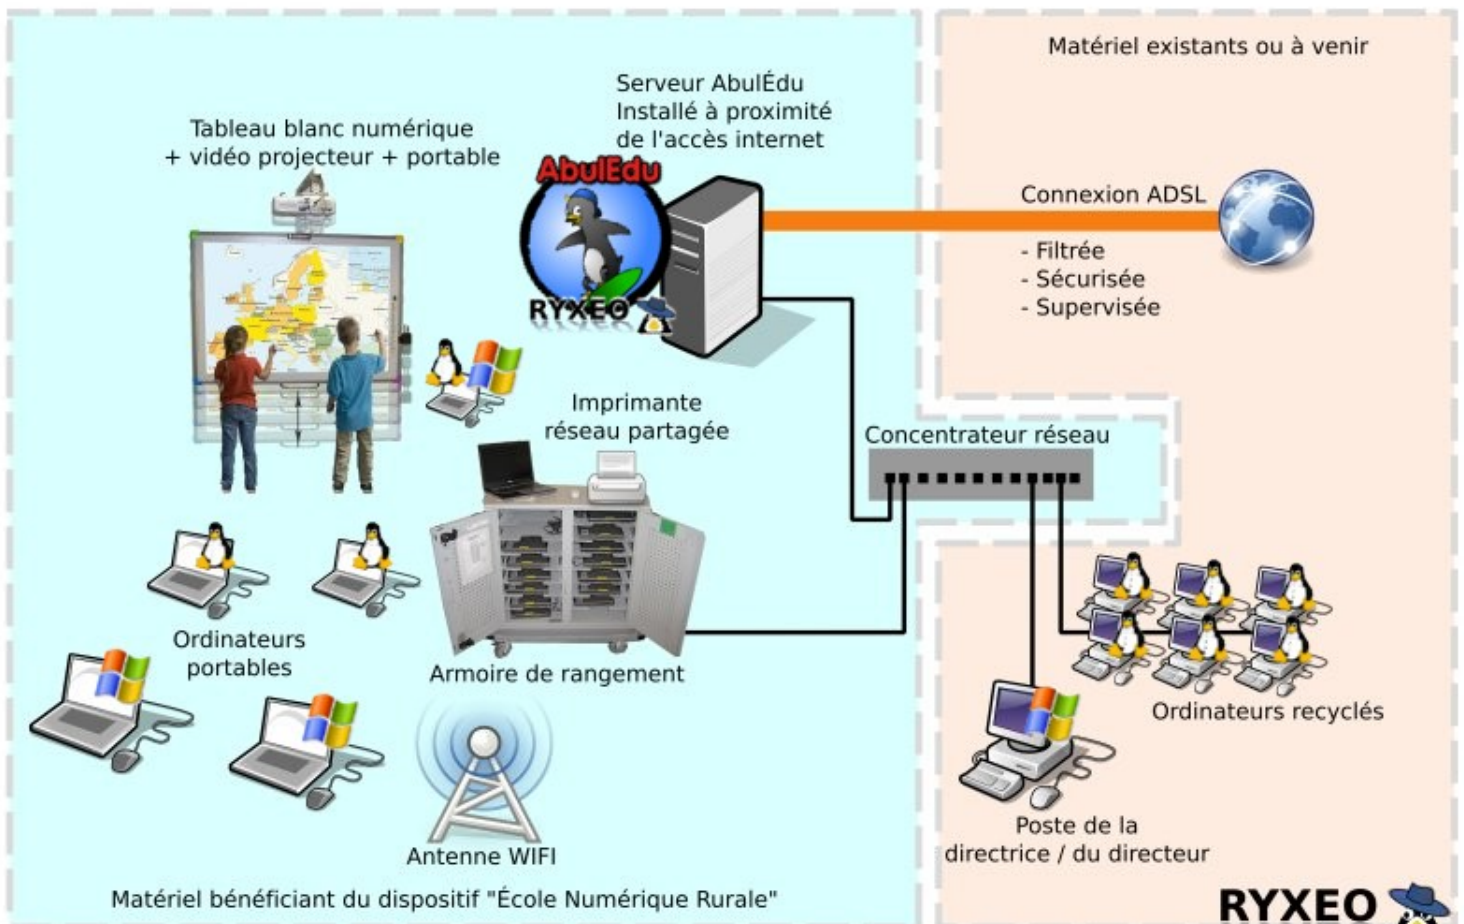 Matériel existants ou à venir
Serveur AbulÉdu
Installé à proximité
de l'accès internet
Tableau blanc numérique
+ vidéo projecteur + portable
AbulEdu
RYXEO
Connexion ADSL
- Filtrée
- Sécurisée
- Supervisée
Imprimante
réseau partagée
Concentrateur réseau
Ordinateurs
portables
Armoire de rangement
Ordinateurs recyclés
Antenne WIFI
Poste de la
directrice / du directeur
Matériel bénéficiant du dispositif "École Numérique Rurale"
RYXEO